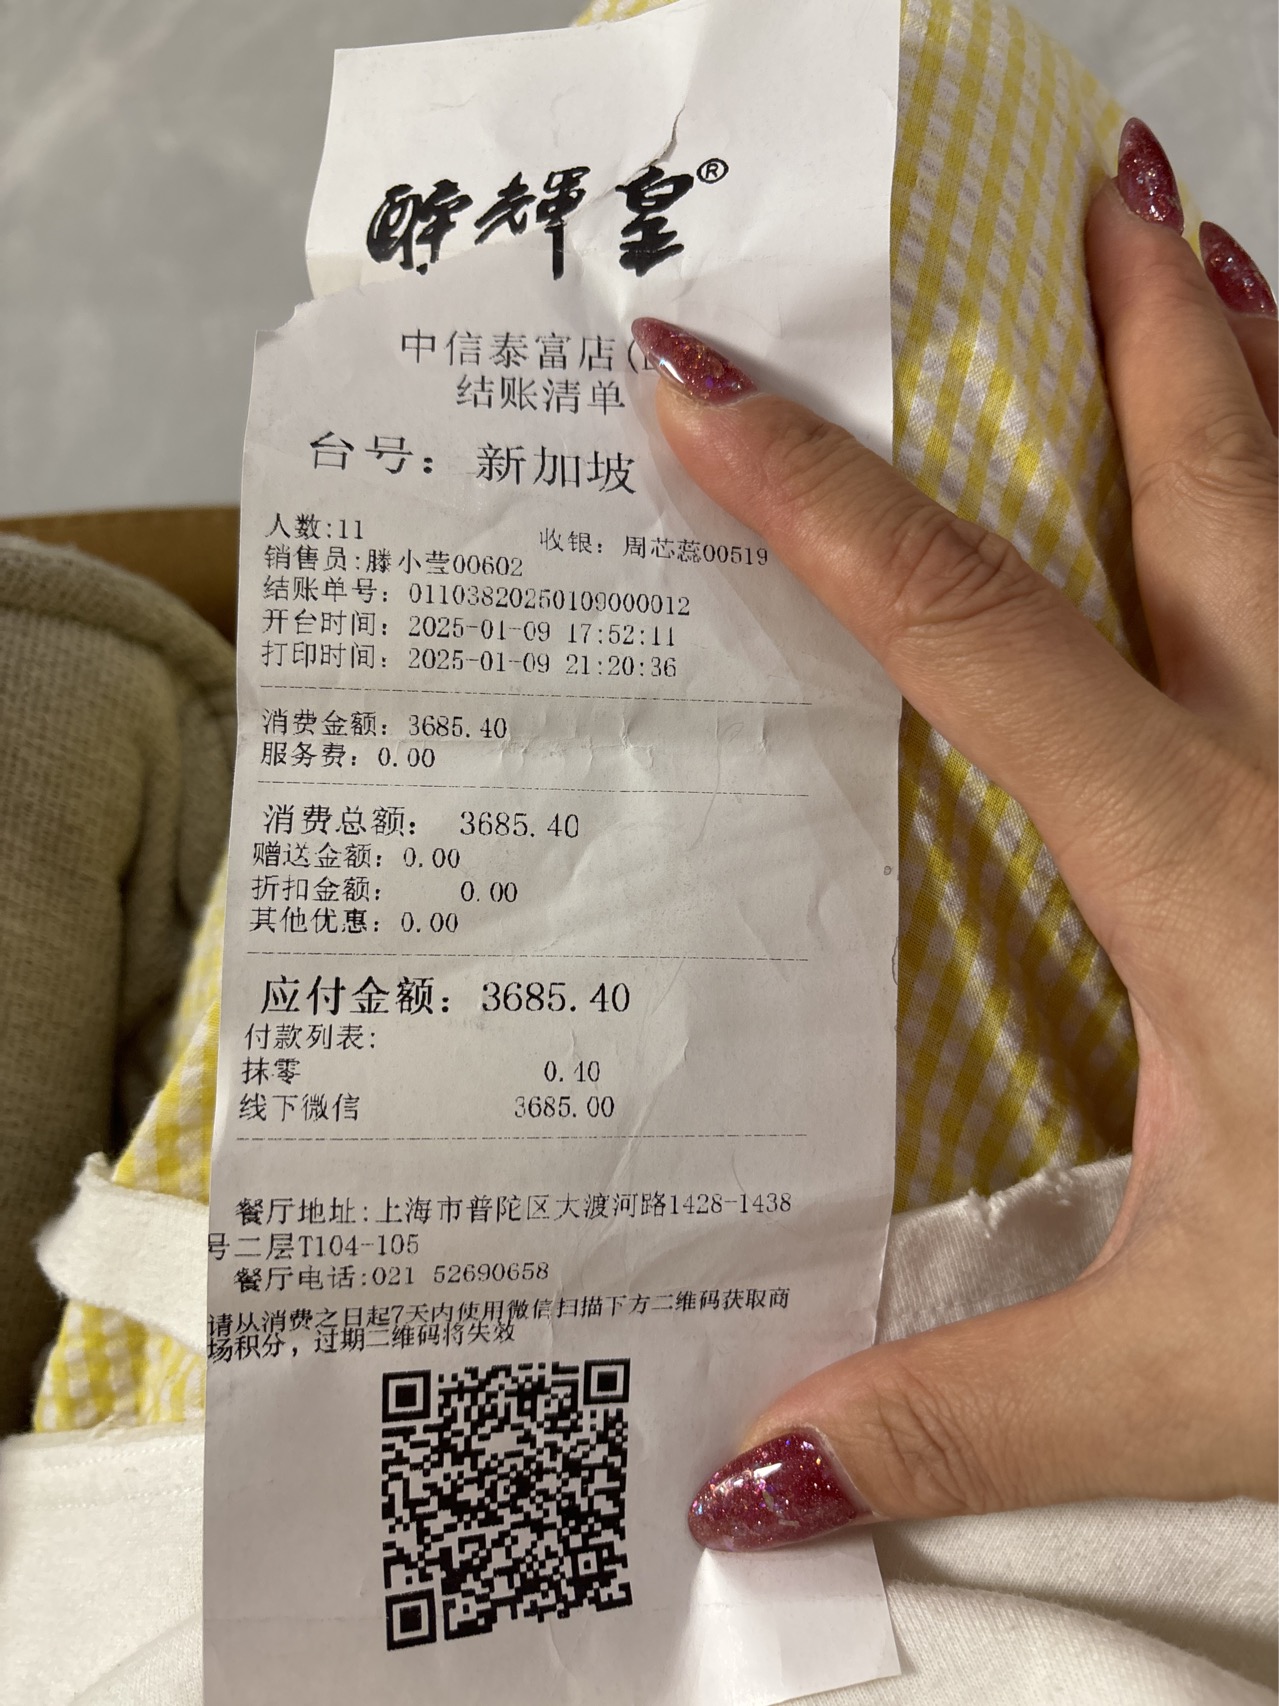 醉輝皇®
中信泰富店(
结账清单
台号：新加坡
人数:11
收银：周芯蕊00519
销售员:滕小莹00602
结账单号：01103820250109000012
开台时间：2025-01-09 17:52:11
打印时间：2025-01-09 21:20:36
消费金额：3685.40
服务费：0.00
消费总额：3685.40
赠送金额：0.00
折扣金额：0.00
其他优惠：0.00
应付金额：3685.40
付款列表:
抹零 0.40
线下微信 3685.00
餐厅地址:上海市普陀区大渡河路1428-1438
号二层T104-105
餐厅电话:021 52690658
请从消费之日起7天内使用微信扫描下方二维码获取商
场积分，过期二维码将失效